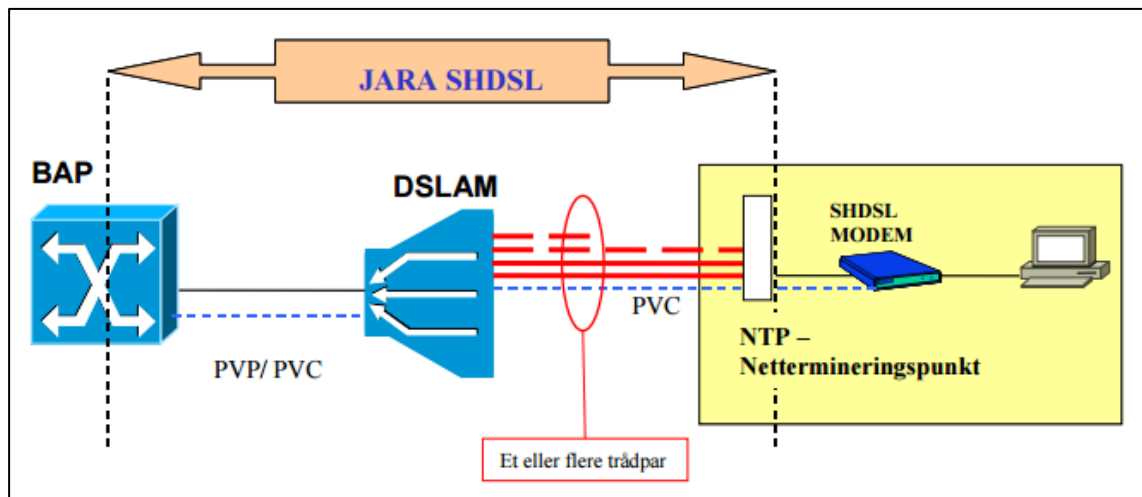 JARA SHDSL
BAP
DSLAM
SHDSL
MODEM
PVC
NTP –
Nettermineringspunkt
PVP/ PVC
Et eller flere trådpar